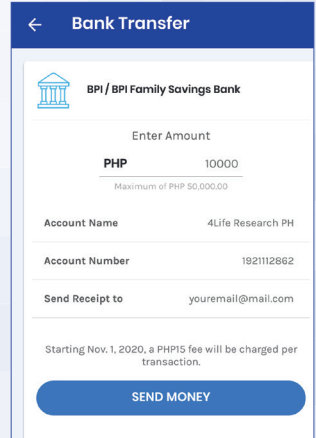 ← Bank Transfer
BPI / BPI Family Savings Bank
Enter Amount
PHP 10000
Maximum of PHP 50,000.00
Account Name 4Life Research PH
Account Number 1921112862
Send Receipt to youremail@mail.com
Starting Nov. 1, 2020, a PHP15 fee will be charged per
transaction.
SEND MONEY